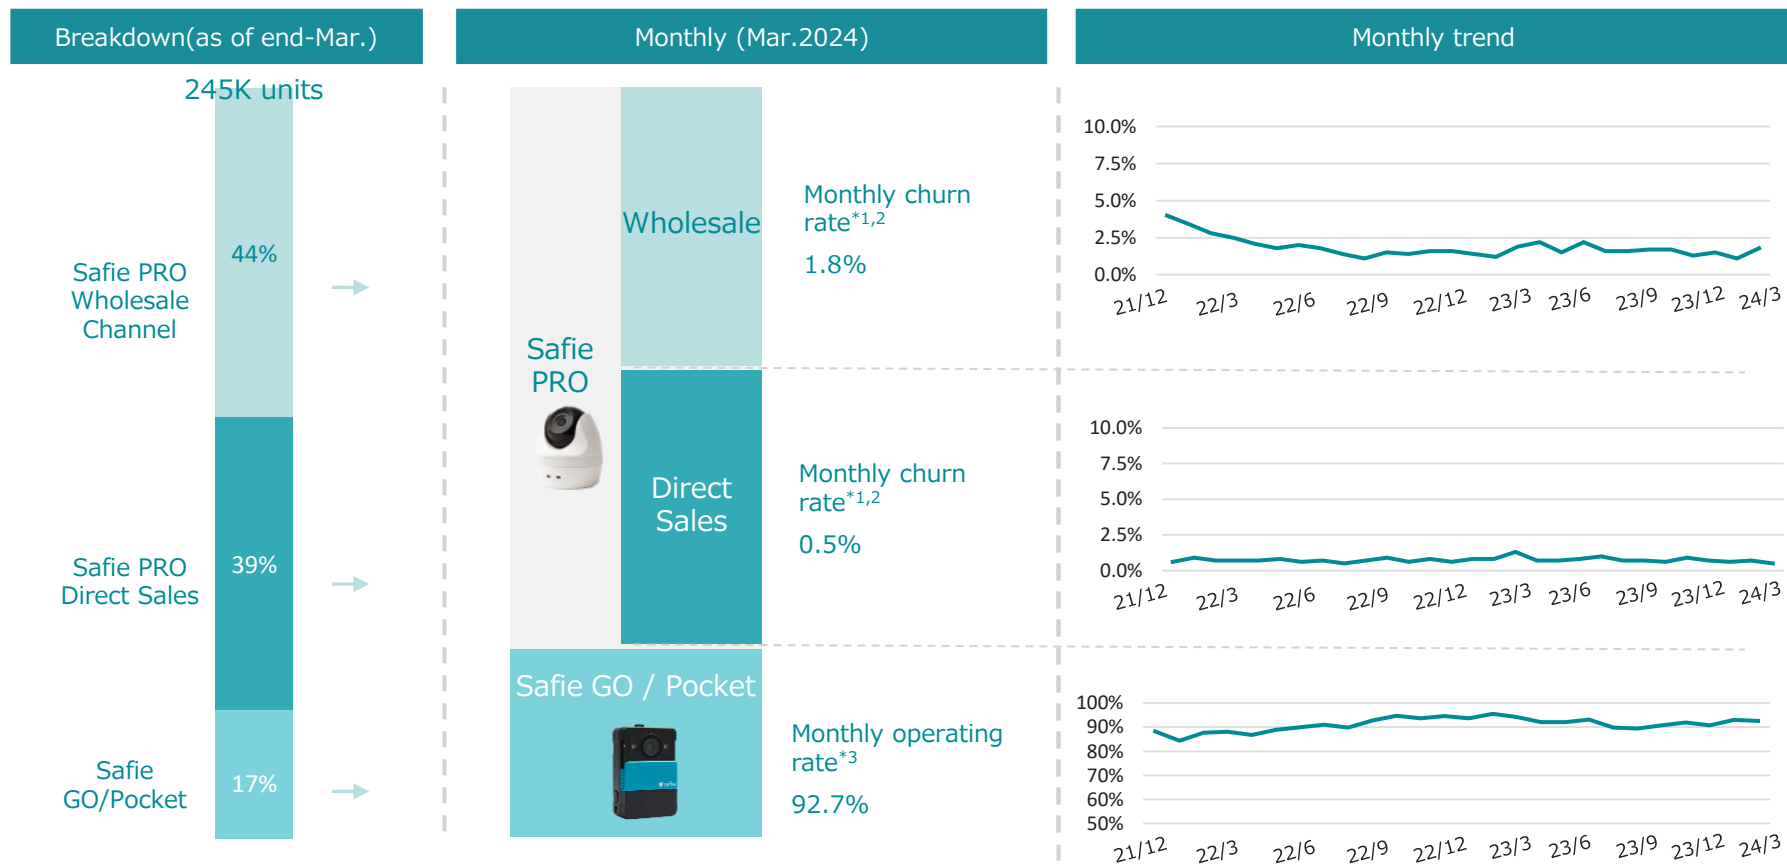 Breakdown(as of end-Mar.)
245K units
44%
Safie PRO
Wholesale
Channel
39%
Safie PRO
Direct Sales
17%
Safie
GO/Pocket
Monthly (Mar.2024)
Safie
PRO
Wholesale
Monthly churn
rate*1,2
1.8%
Direct
Sales
Monthly churn
rate*1,2
0.5%
Safie GO / Pocket
Monthly operating
rate*3
92.7%
Monthly trend
10.0%
7.5%
5.0%
2.5%
0.0%
21/12 22/3 22/6 22/9 22/12 23/3 23/6 23/9 23/12 24/3
10.0%
7.5%
5.0%
2.5%
0.0%
21/12 22/3 22/6 22/9 22/12 23/3 23/6 23/9 23/12 24/3
100%
90%
80%
70%
60%
50%
21/12 22/3 22/6 22/9 22/12 23/3 23/6 23/9 23/12 24/3